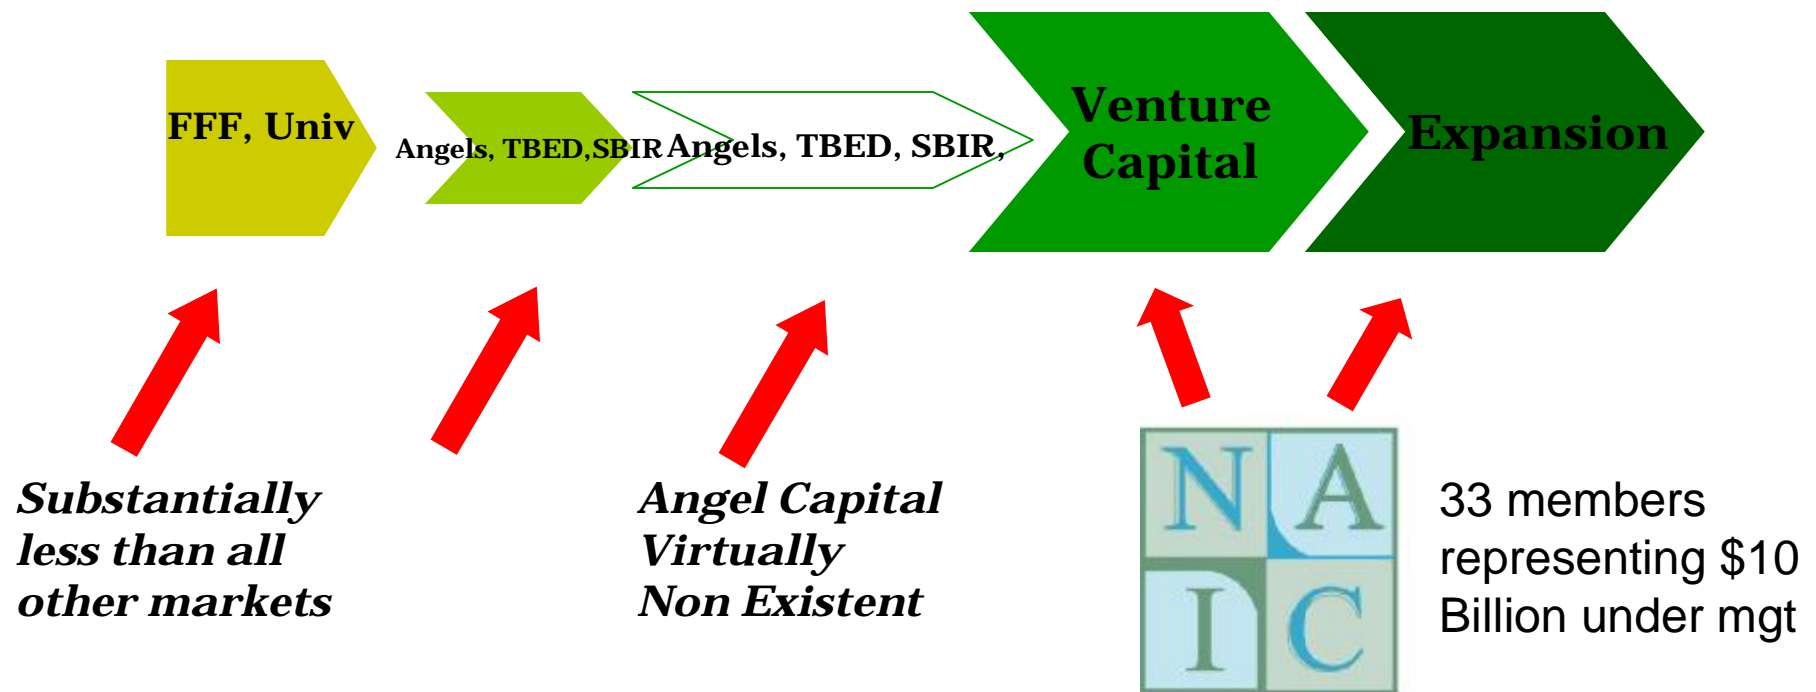 FFF, Univ
Angels, TBED,SBIR
Angels, TBED, SBIR,
Venture
Capital
Expansion
Substantially
less than all
other markets
Angel Capital
Virtually
Non Existent
N A
I C
33 members
representing $10
Billion under mgt